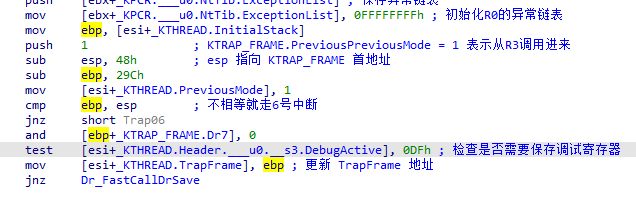 push [ebx+_KPCR.___u0.NtTib.ExceptionList] ; 保存异常链表
mov [ebx+_KPCR.___u0.NtTib.ExceptionList], 0FFFFFFFFh ; 初始化R0的异常链表
mov ebp, [esi+_KTHREAD.InitialStack]
push 1 ; KTRAP_FRAME.PreviousPreviousMode = 1 表示从R3调用进来
sub esp, 48h ; esp 指向 KTRAP_FRAME 首地址
sub ebp, 29Ch
mov [esi+_KTHREAD.PreviousMode], 1
cmp ebp, esp ; 不相等就走6号中断
jnz short Trap06
and [ebp+_KTRAP_FRAME.Dr7], 0
test [esi+_KTHREAD.Header.___u0.__s3.DebugActive], 0DFh ; 检查是否需要保存调试寄存器
mov [esi+_KTHREAD.TrapFrame], ebp ; 更新 TrapFrame 地址
jnz Dr_FastCallDrSave